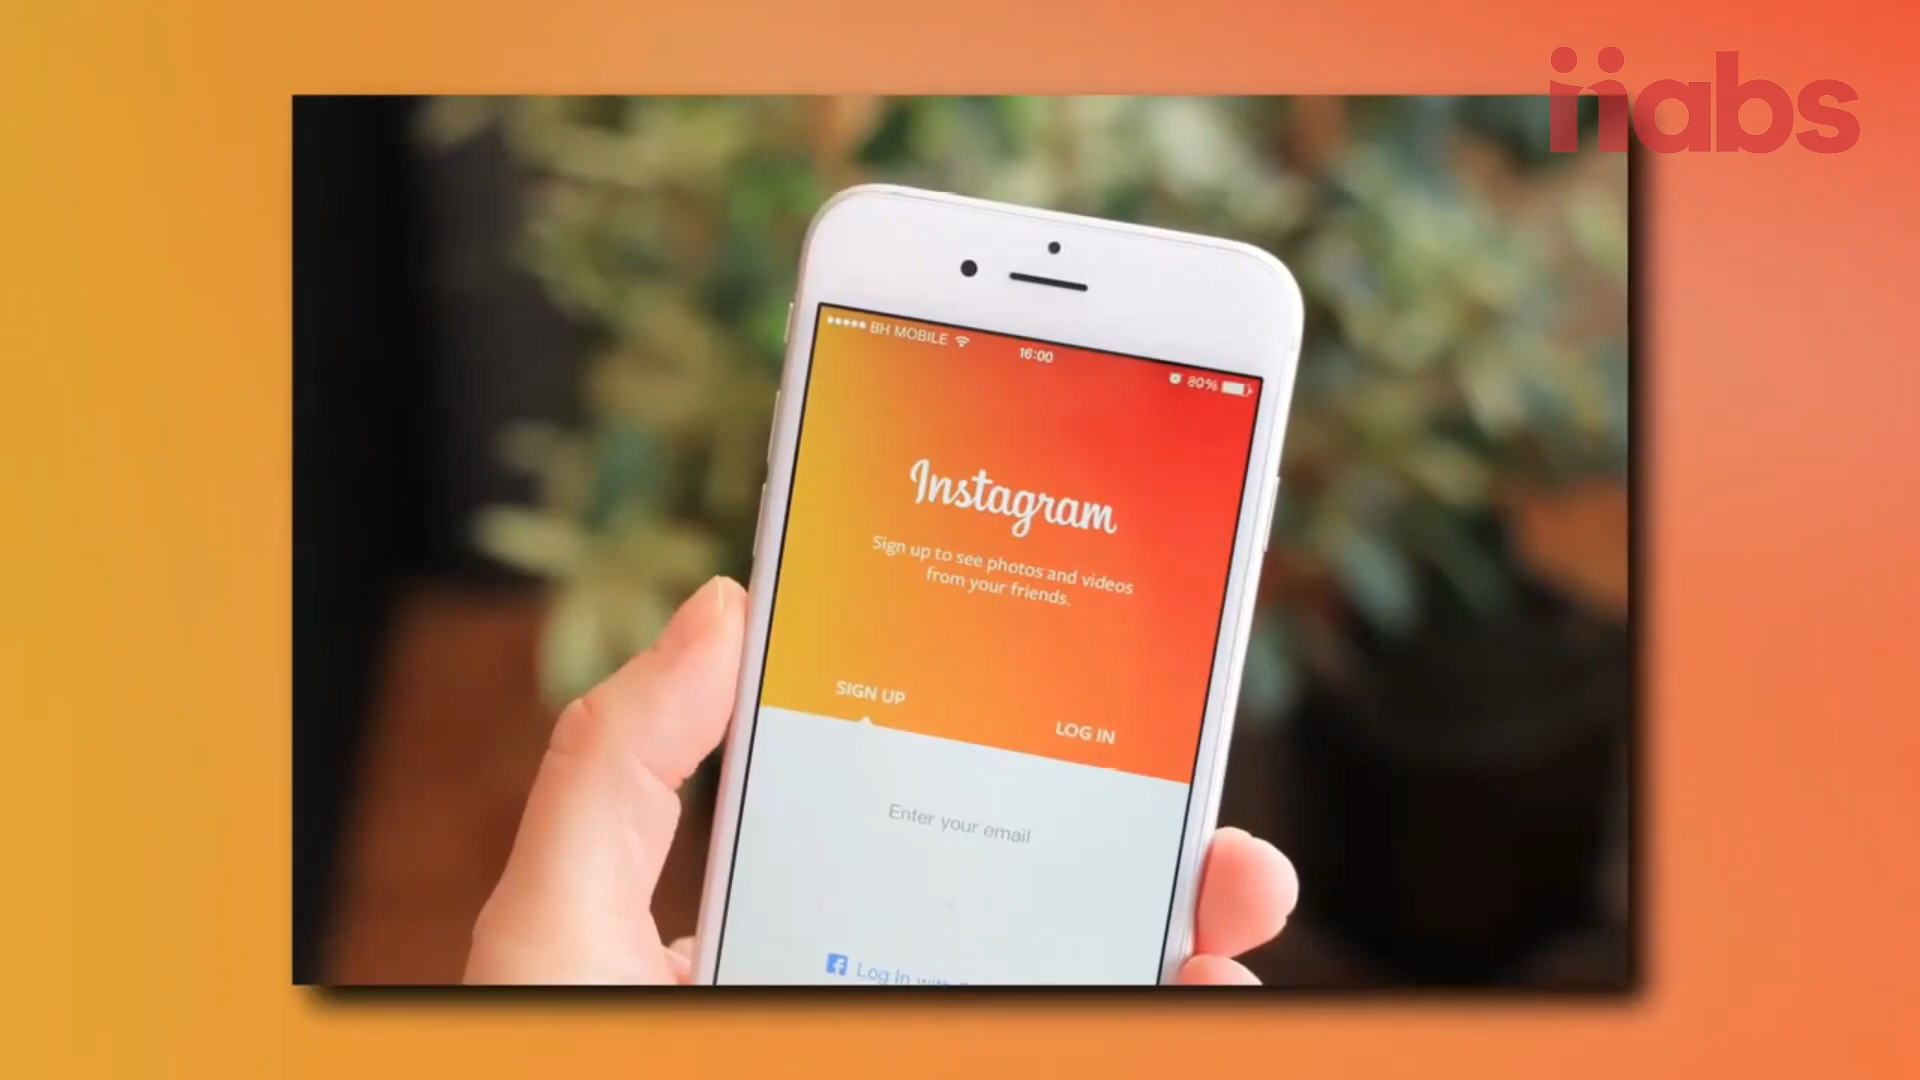 iiabs
BH MOBILE
16:00
80%
Instagram
Sign up to see photos and videos
from your friends.
SIGN UP
LOG IN
Enter your email
Log In with